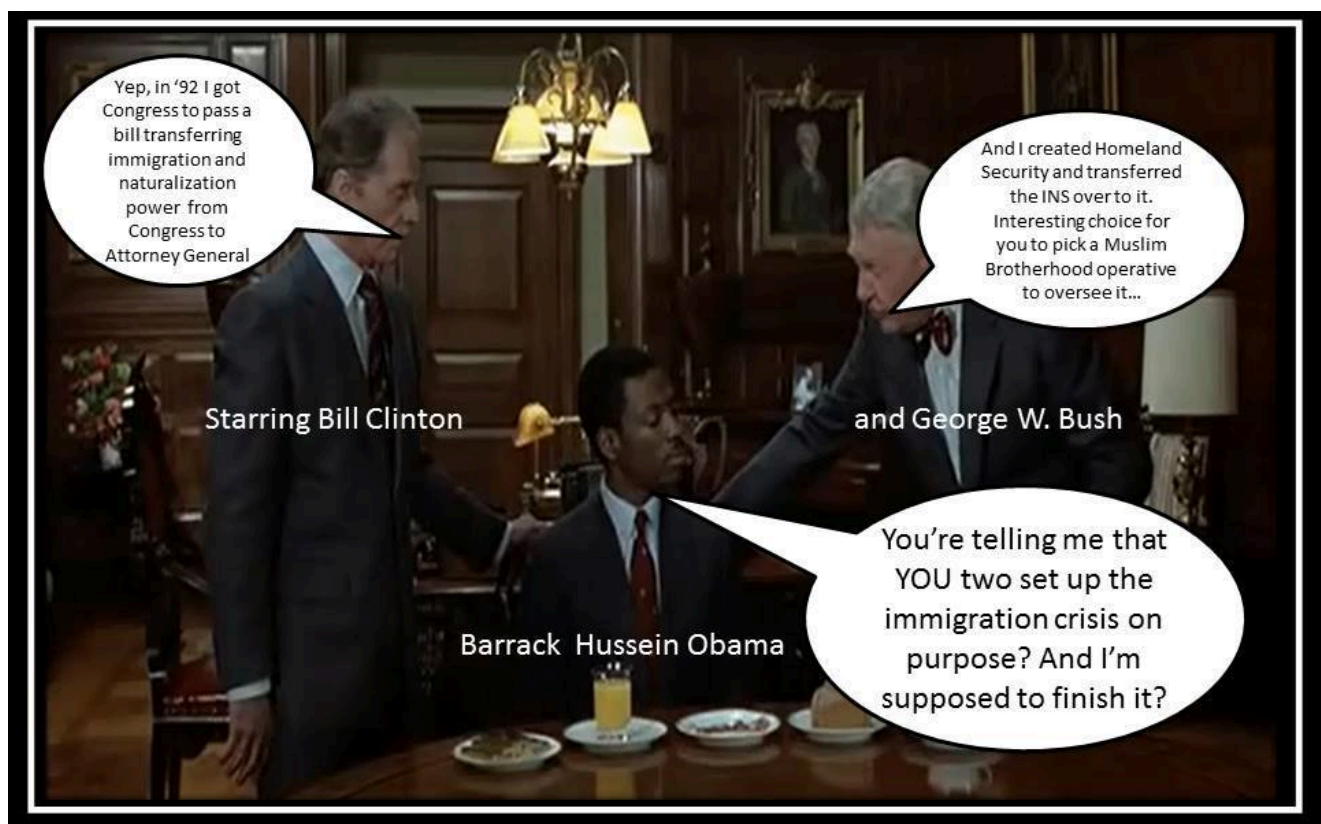 Yep, in ‘92 I got
Congress to pass a
bill transferring
immigration and
naturalization
power from
Congress to
Attorney General
And I created Homeland
Security and transferred
the INS over to it.
Interesting choice for
you to pick a Muslim
Brotherhood operative
to oversee it…
Starring Bill Clinton
and George W. Bush
You’re telling me that
YOU two set up the
immigration crisis on
purpose? And I’m
supposed to finish it?
Barrack Hussein Obama